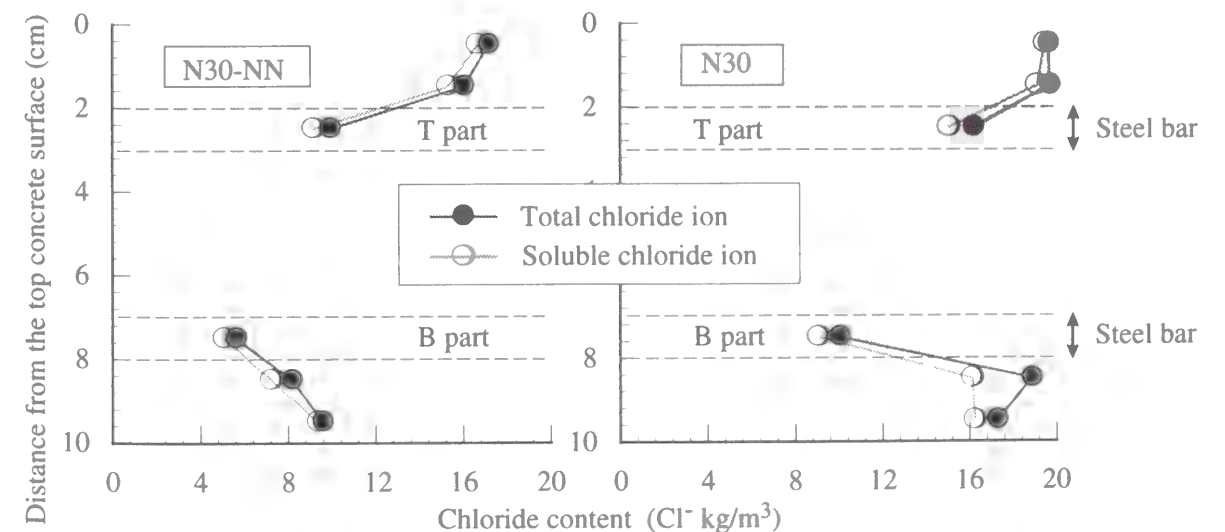 Distance from the top concrete surface (cm)
0
2
4
6
8
10
N30-NN
T part
B part
0
4
8
12
16
20
0
2
8
10
N30
T part
Steel bar
B part
Steel bar
0
4
8
12
16
20
Total chloride ion
Soluble chloride ion
Chloride content (Cl⁻ kg/m³)